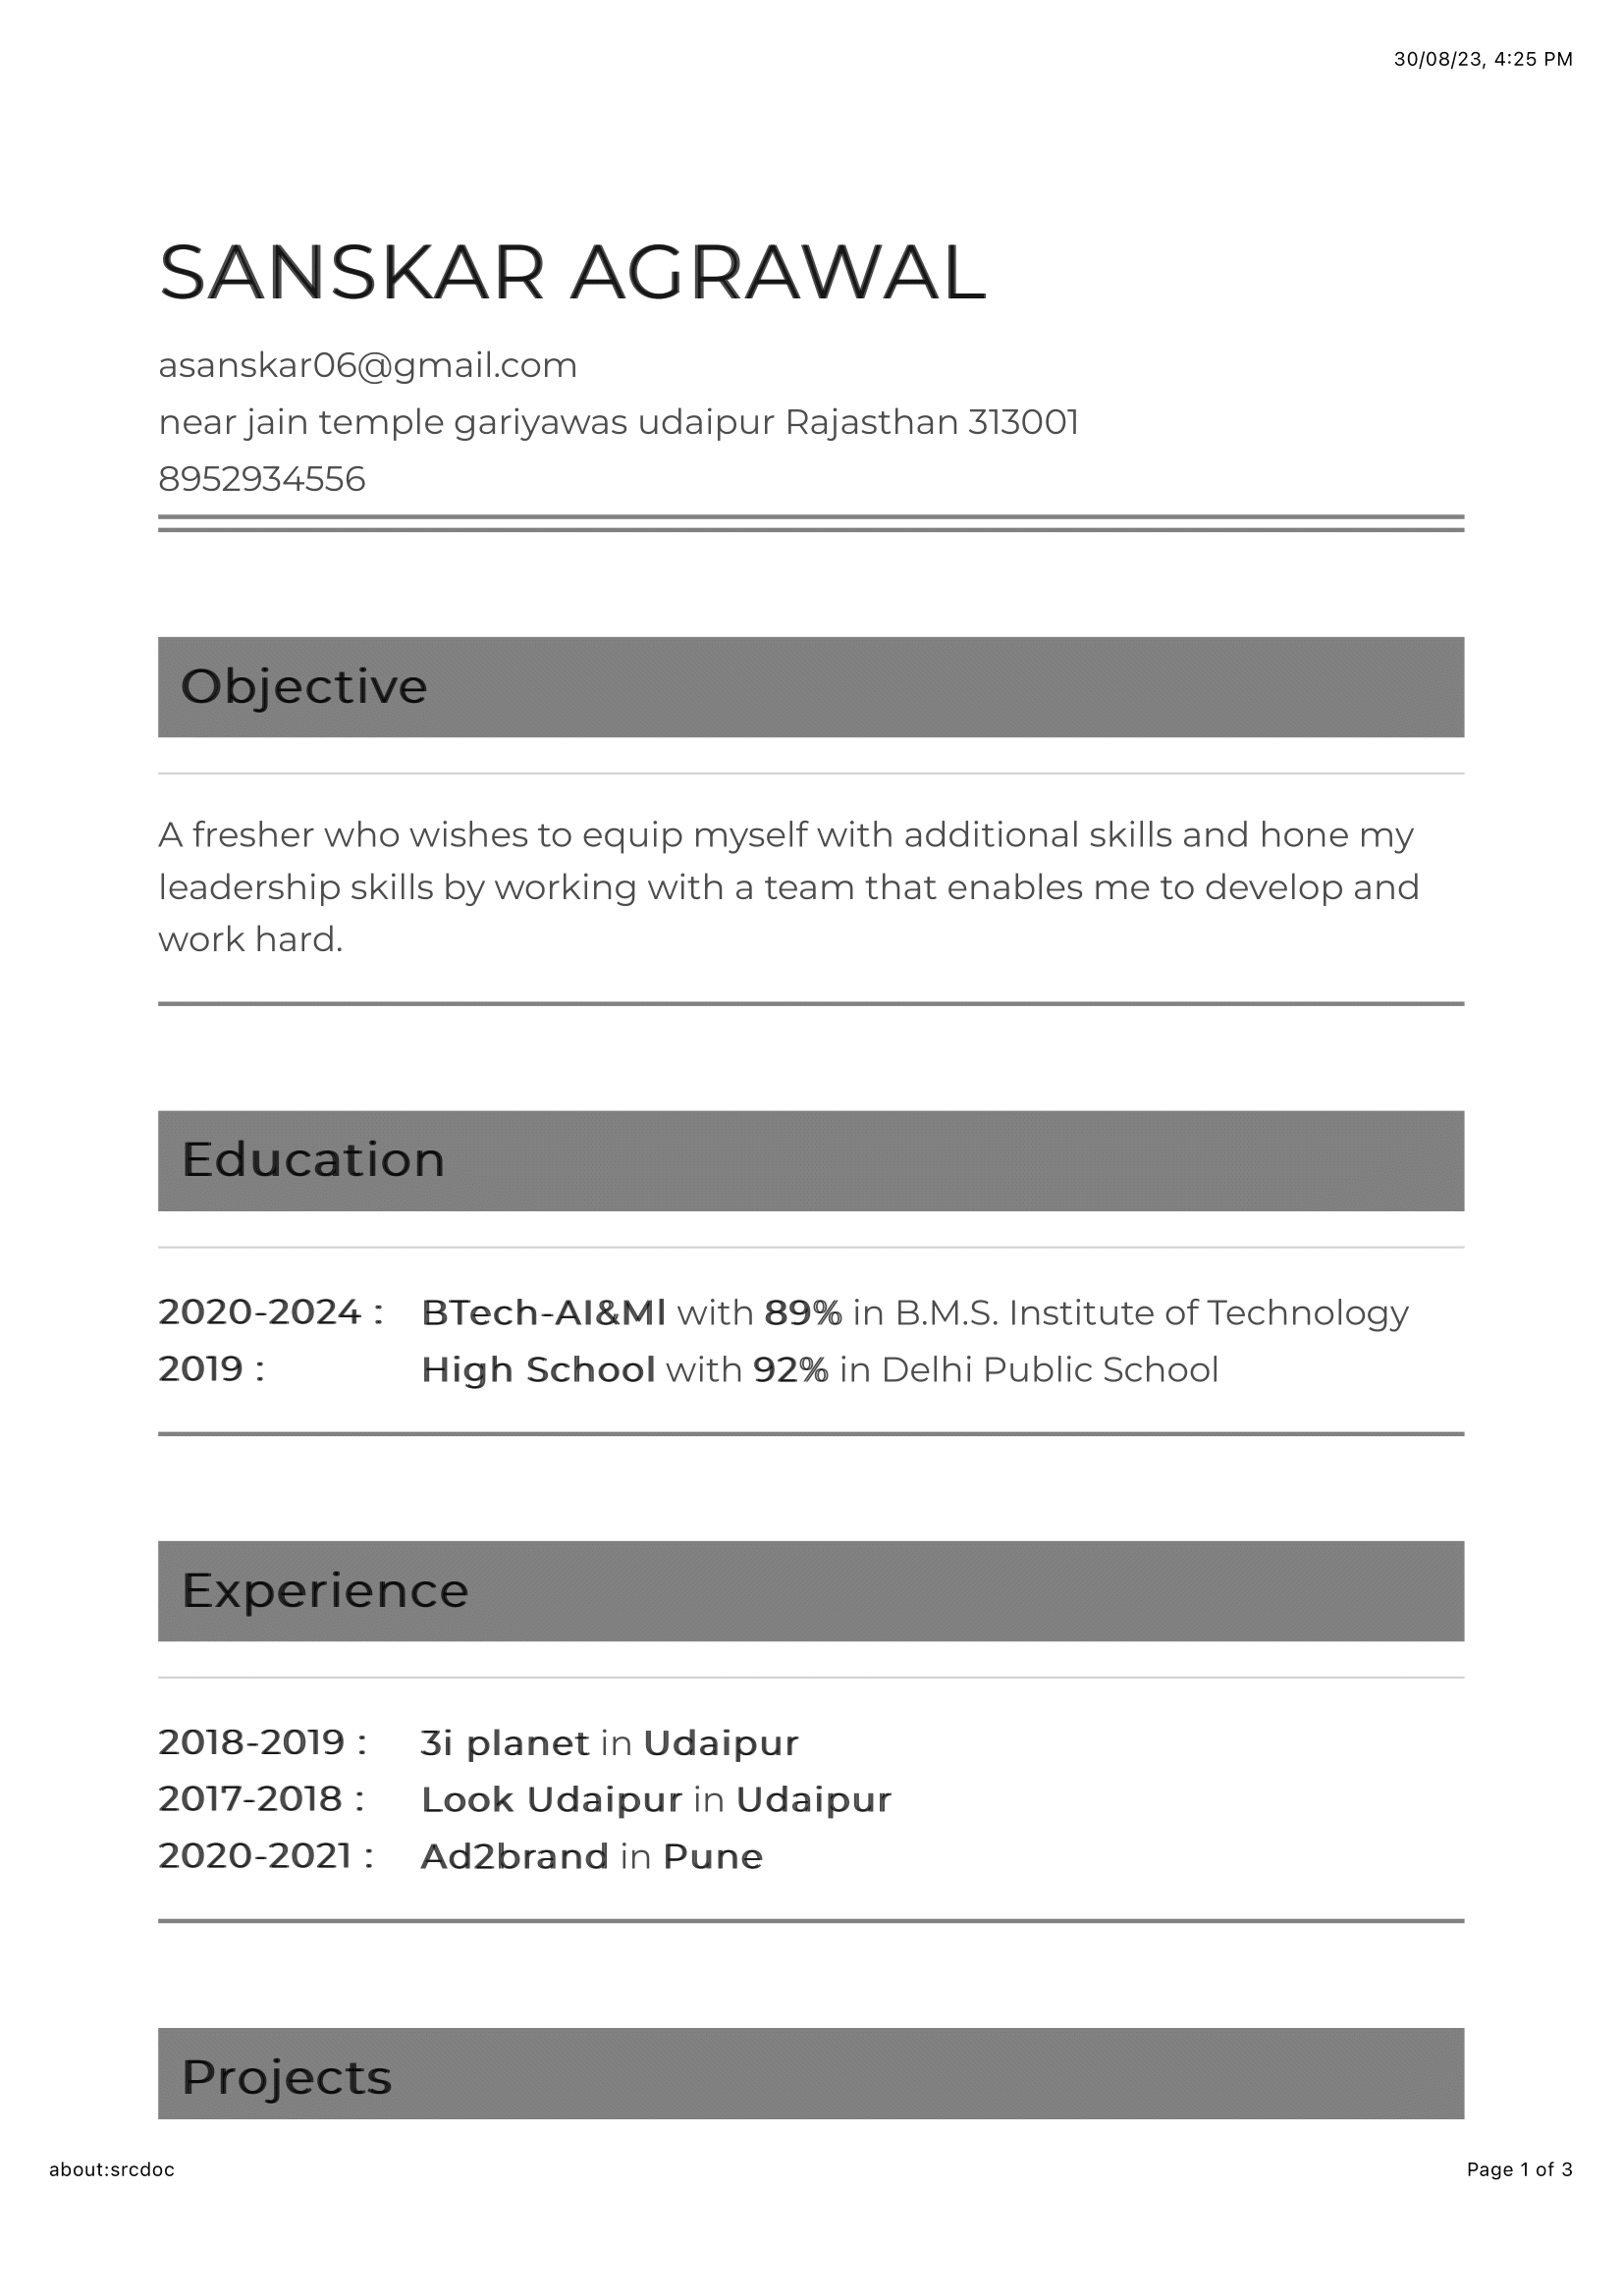 30/08/23, 4:25 PM
SANSKAR AGRAWAL
asanskar06@gmail.com
near jain temple gariyawas udaipur Rajasthan 313001
8952934556
Objective
A fresher who wishes to equip myself with additional skills and hone my
leadership skills by working with a team that enables me to develop and
work hard.
Education
2020-2024 : BTech-AI&Ml with 89% in B.M.S. Institute of Technology
2019 : High School with 92% in Delhi Public School
Experience
2018-2019 : 3i planet in Udaipur
2017-2018 : Look Udaipur in Udaipur
2020-2021 : Ad2brand in Pune
Projects
about:srcdoc Page 1 of 3